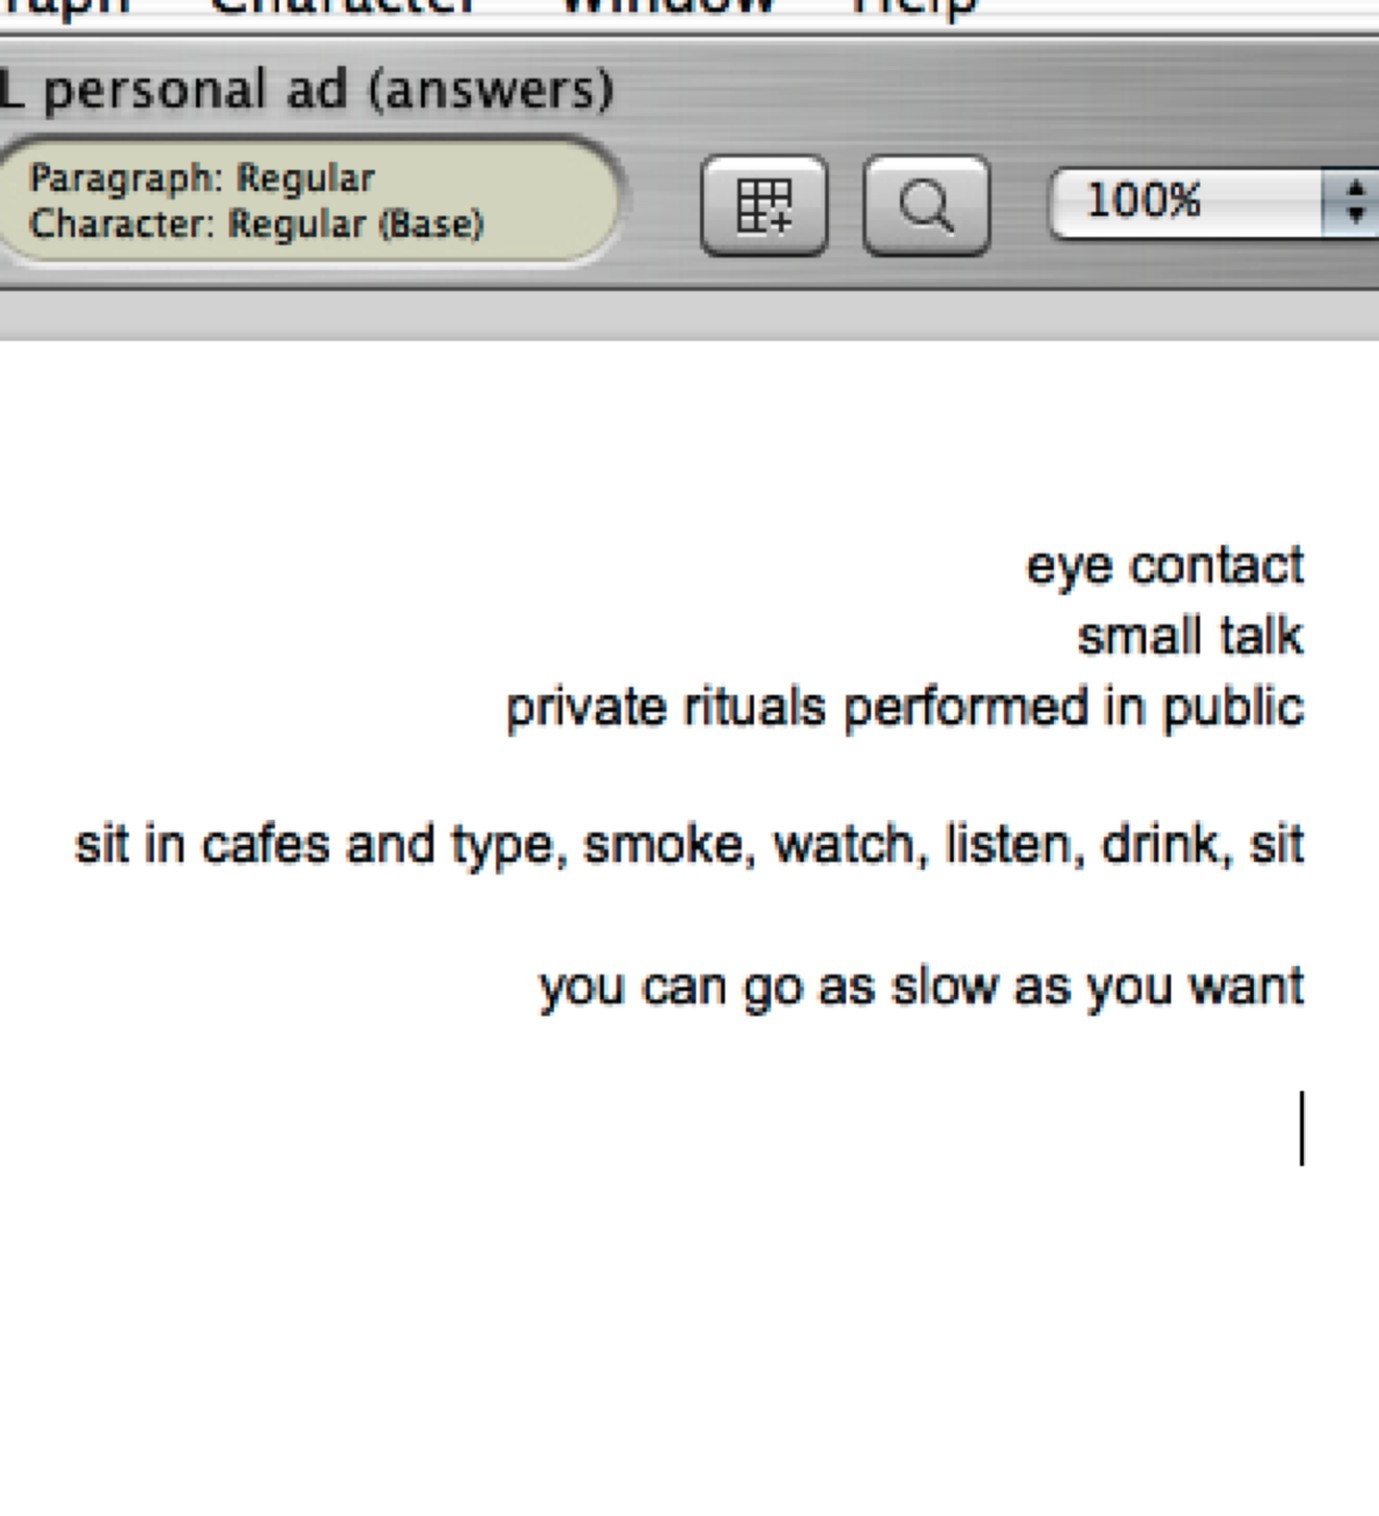 Character Window Help
L personal ad (answers)
Paragraph: Regular
Character: Regular (Base)
100%
eye contact
small talk
private rituals performed in public
sit in cafes and type, smoke, watch, listen, drink, sit
you can go as slow as you want